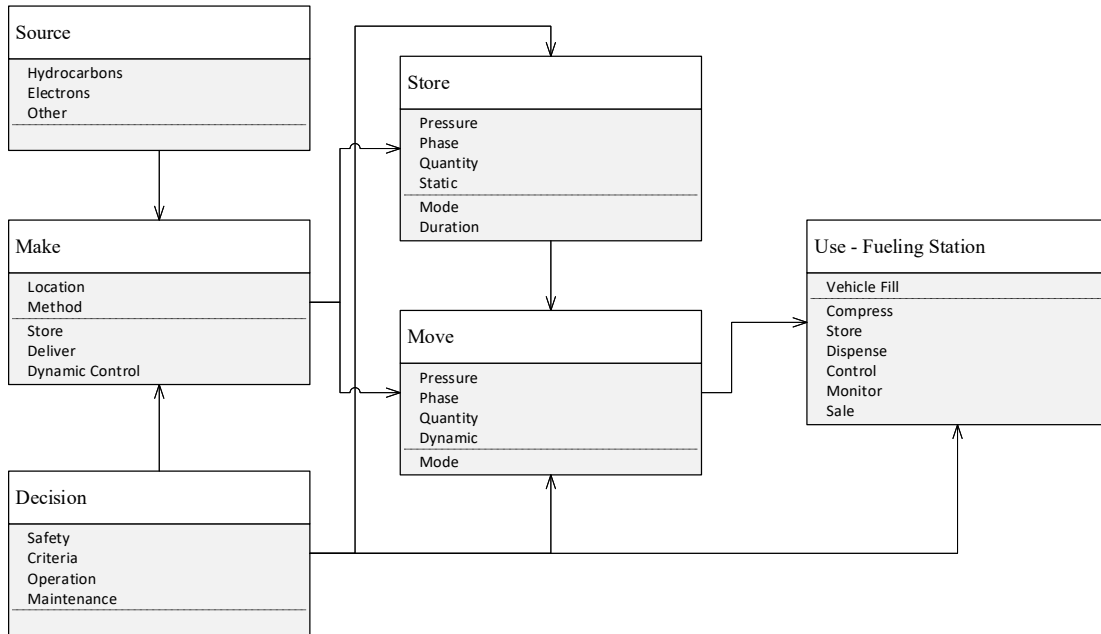 Source
Hydrocarbons
Electrons
Other
Make
Location
Method
Store
Deliver
Dynamic Control
Decision
Safety
Criteria
Operation
Maintenance
Store
Pressure
Phase
Quantity
Static
Mode
Duration
Move
Pressure
Phase
Quantity
Dynamic
Mode
Use - Fueling Station
Vehicle Fill
Compress
Store
Dispense
Control
Monitor
Sale